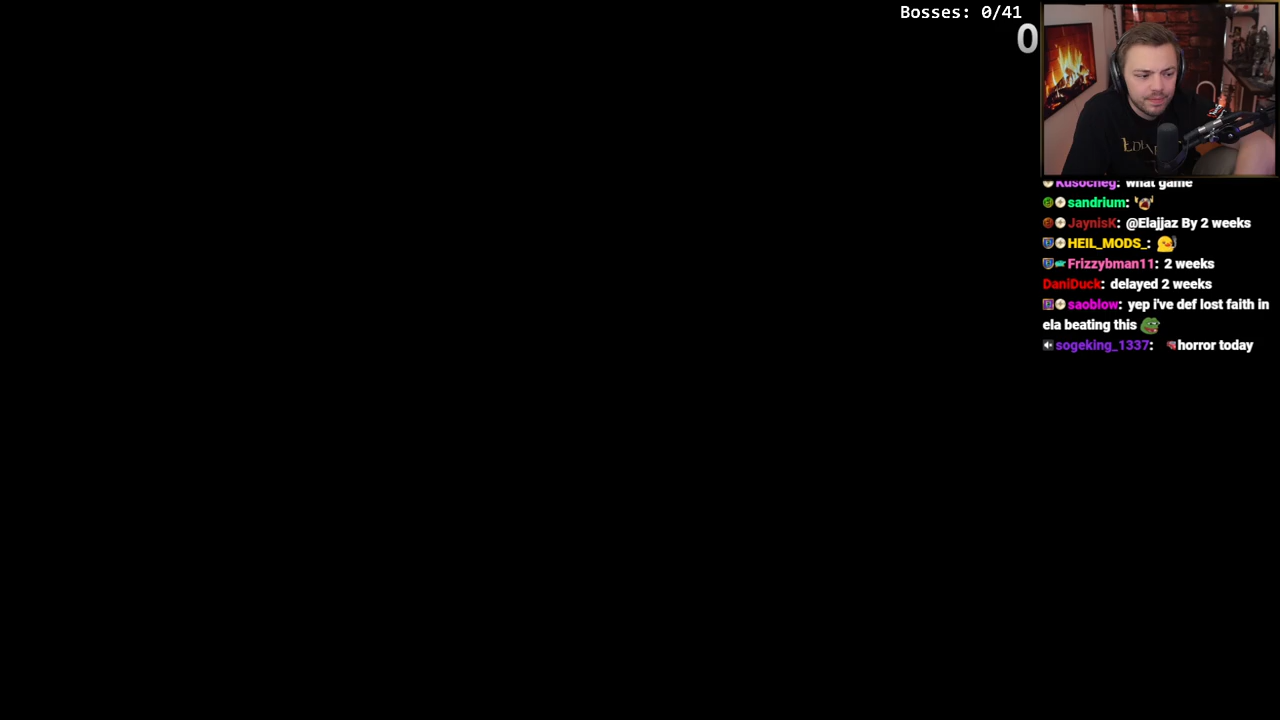 Bosses: 0/41
0
Kusocheg: what game
sandrium:
JaynisK: @Elajjaz By 2 weeks
HEIL_MODS_:
Frizzybman11: 2 weeks
DaniDuck: delayed 2 weeks
saoblow: yep i've def lost faith in
ela beating this
sogeking_1337: horror today